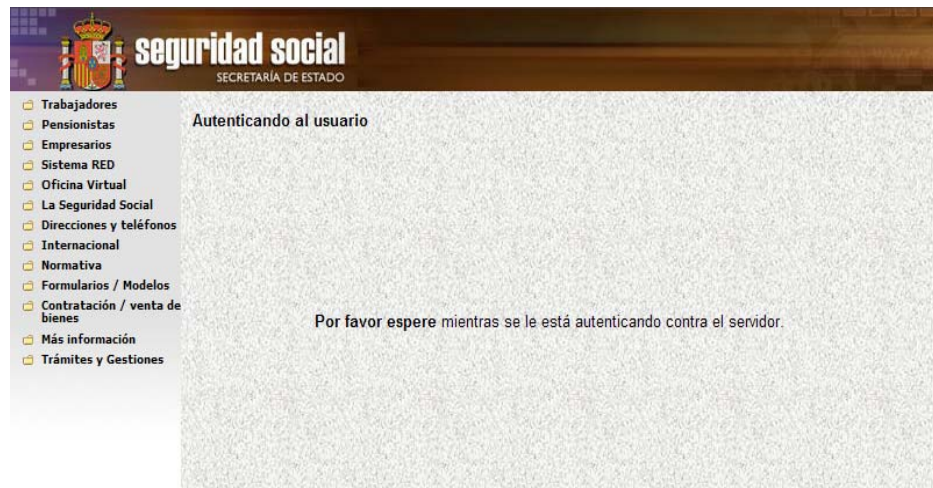 seguridad social
SECRETARÍA DE ESTADO
Trabajadores
Pensionistas
Empresarios
Sistema RED
Oficina Virtual
La Seguridad Social
Direcciones y teléfonos
Internacional
Normativa
Formularios / Modelos
Contratación / venta de
bienes
Más información
Trámites y Gestiones
Autenticando al usuario
Por favor espere mientras se le está autenticando contra el servidor.